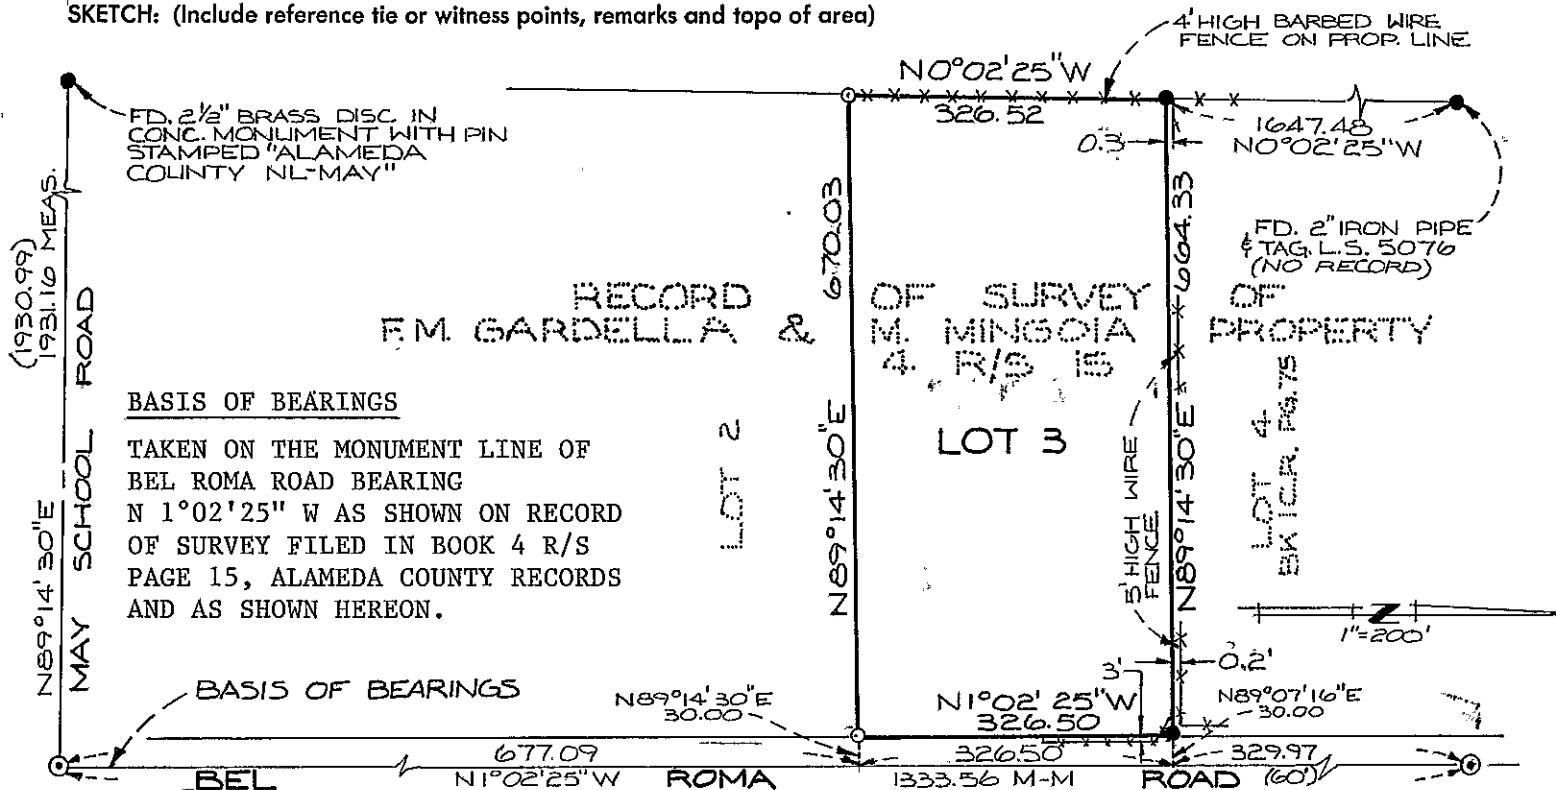 SKETCH: (Include reference tie or witness points, remarks and topo of area)
4' HIGH BARBED WIRE
FENCE ON PROP. LINE
N0°02'25"W
326.52
FD. 2½" BRASS DISC IN
CONC. MONUMENT WITH PIN
STAMPED "ALAMEDA
COUNTY NL-MAY"
1647.48
N0°02'25"W
0.3'
(1930.99)
1931.16 MEAS.
670.03
664.33
FD. 2" IRON PIPE
& TAG. L.S. 5076
(NO RECORD)
RECORD OF SURVEY OF
F.M. GARDELLA & M. MINGOIA PROPERTY
4 R/S 15
BASIS OF BEARINGS
TAKEN ON THE MONUMENT LINE OF
BEL ROMA ROAD BEARING
N 1°02'25" W AS SHOWN ON RECORD
OF SURVEY FILED IN BOOK 4 R/S
PAGE 15, ALAMEDA COUNTY RECORDS
AND AS SHOWN HEREON.
N89°14'30"E
MAY SCHOOL ROAD
LOT 2
N89°14'30"E
LOT 3
5' HIGH WIRE
FENCE
N89°14'30"E
LOT 4
BK 1 C.R. PG. 75
Z
1"=200'
BASIS OF BEARINGS
N89°14'30"E
30.00
N1°02'25"W
326.50
3'
0.2'
N89°07'16"E
30.00
677.09
326.50
329.97
BEL
N1°02'25"W
ROMA
1333.56 M-M
ROAD
(60')